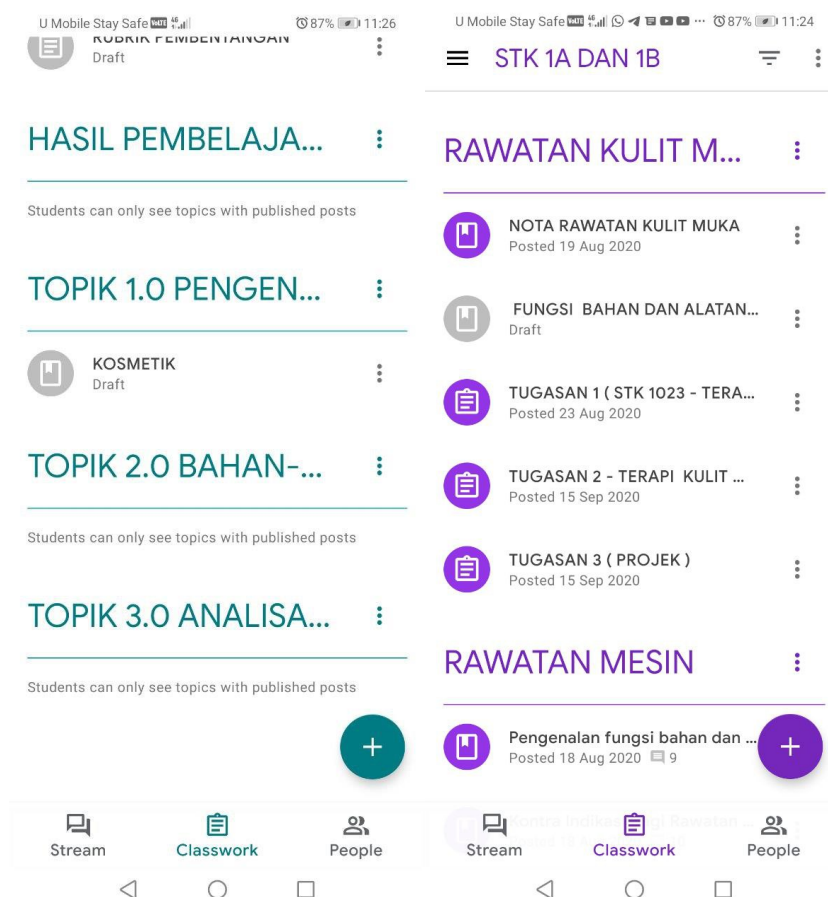 U Mobile Stay Safe VoLTE 4G 87% 11:26
RUBRIK PEMBENTANGAN
Draft
HASIL PEMBELAJA...
Students can only see topics with published posts
TOPIK 1.0 PENGEN...
KOSMETIK
Draft
TOPIK 2.0 BAHAN-...
Students can only see topics with published posts
TOPIK 3.0 ANALISA...
Students can only see topics with published posts
+
Stream Classwork People
U Mobile Stay Safe VoLTE 4G ... 87% 11:24
STK 1A DAN 1B
RAWATAN KULIT M...
NOTA RAWATAN KULIT MUKA
Posted 19 Aug 2020
FUNGSI BAHAN DAN ALATAN...
Draft
TUGASAN 1 ( STK 1023 - TERA...
Posted 23 Aug 2020
TUGASAN 2 - TERAPI KULIT ...
Posted 15 Sep 2020
TUGASAN 3 ( PROJEK )
Posted 15 Sep 2020
RAWATAN MESIN
Pengenalan fungsi bahan dan ...
Posted 18 Aug 2020 9
+
Stream Classwork People